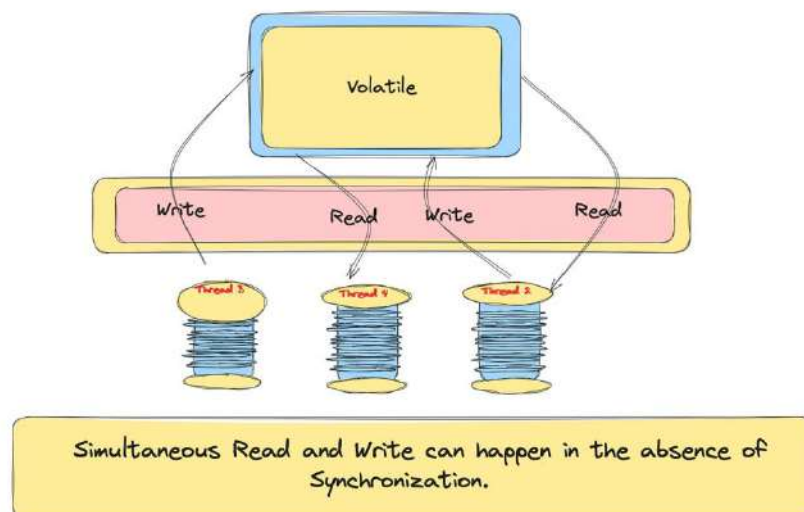 Volatile
Write
Read
Write
Read
Thread 3
Thread 4
Thread 2
Simultaneous Read and Write can happen in the absence of
Synchronization.